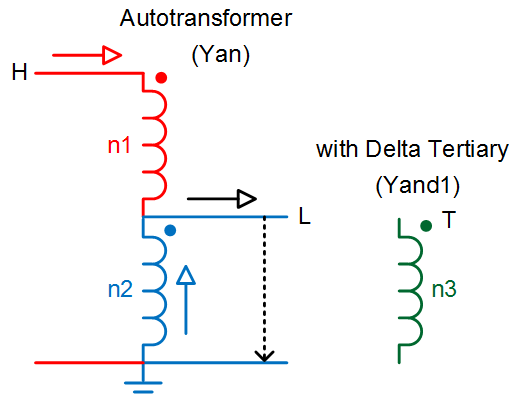 Autotransformer
(Yan)
H
n1
with Delta Tertiary
(Yand1)
L
T
n2
n3